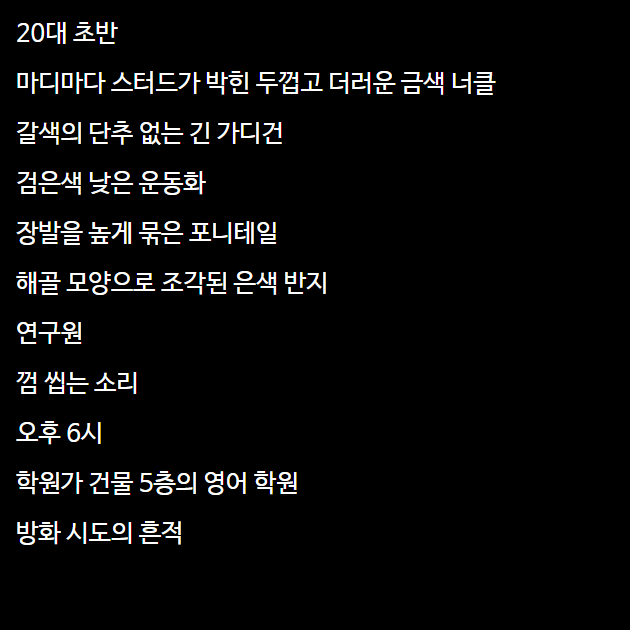 20대 초반
마디마다 스터드가 박힌 두껍고 더러운 금색 너클
갈색의 단추 없는 긴 가디건
검은색 낮은 운동화
장발을 높게 묶은 포니테일
해골 모양으로 조각된 은색 반지
연구원
껌 씹는 소리
오후 6시
학원가 건물 5층의 영어 학원
방화 시도의 흔적